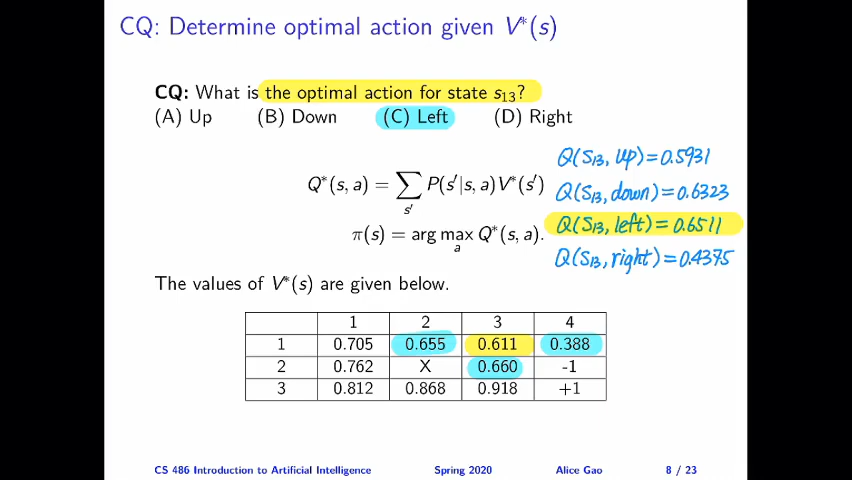 CQ: Determine optimal action given V*(s)
CQ: What is the optimal action for state s₁₃?
(A) Up (B) Down (C) Left (D) Right
Q*(s, a) = ∑ P(s′|s, a)V*(s′)
s′
π(s) = arg max Q*(s, a).
a
Q(S₁₃, up) = 0.5931
Q(S₁₃, down) = 0.6323
Q(S₁₃, left) = 0.6511
Q(S₁₃, right) = 0.4375
The values of V*(s) are given below.
1 2 3 4
1 0.705 0.655 0.611 0.388
2 0.762 X 0.660 -1
3 0.812 0.868 0.918 +1
CS 486 Introduction to Artificial Intelligence Spring 2020 Alice Gao 8 / 23